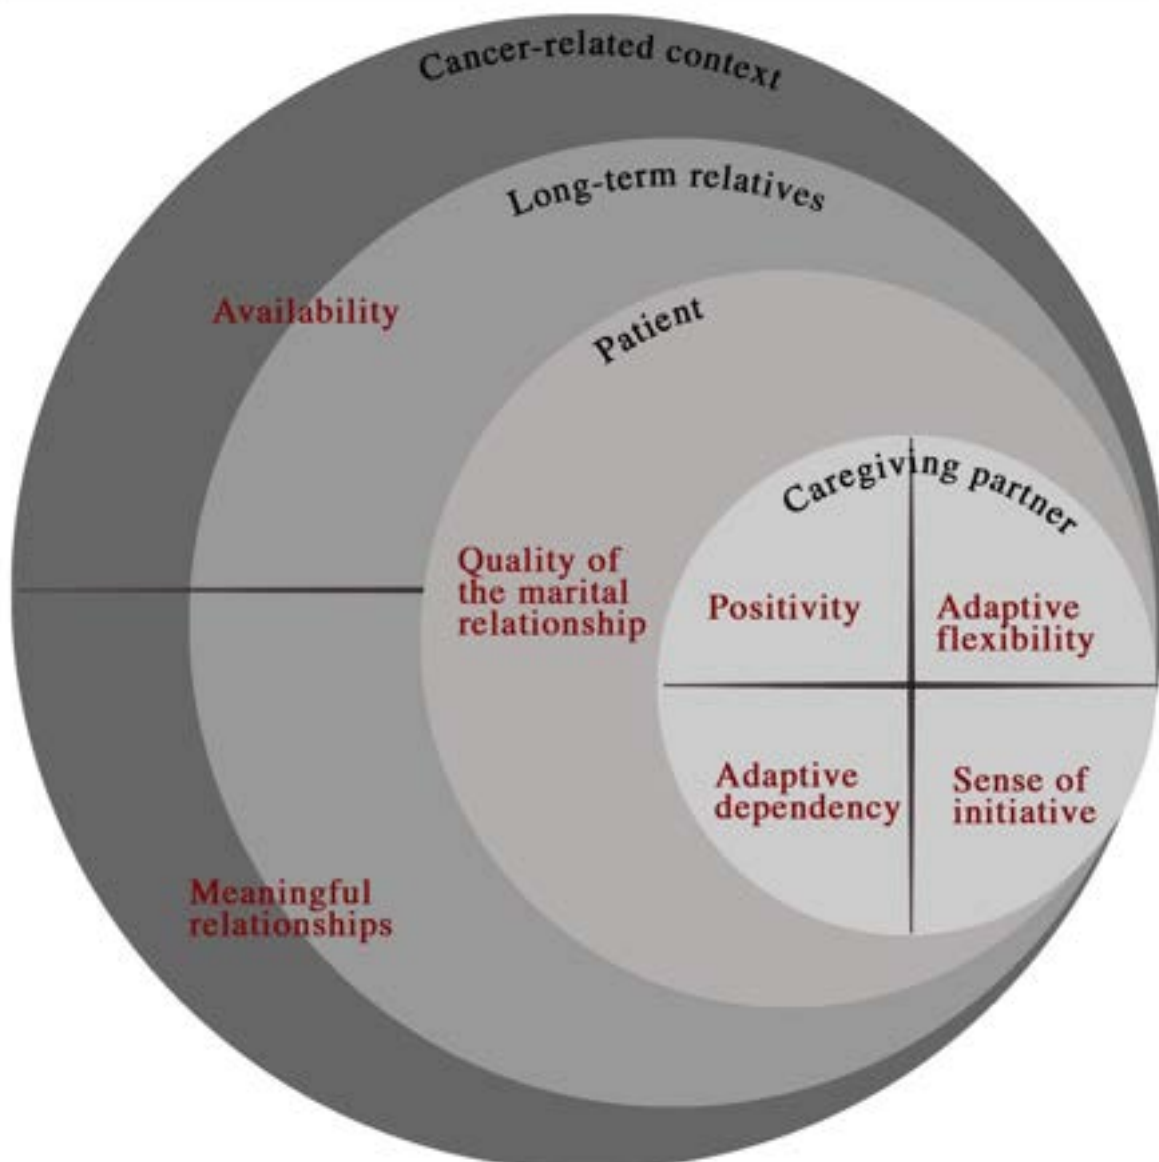 Cancer-related context
Long-term relatives
Availability
Patient
Caregiving partner
Quality of
the marital
relationship
Positivity
Adaptive
flexibility
Adaptive
dependency
Sense of
initiative
Meaningful
relationships